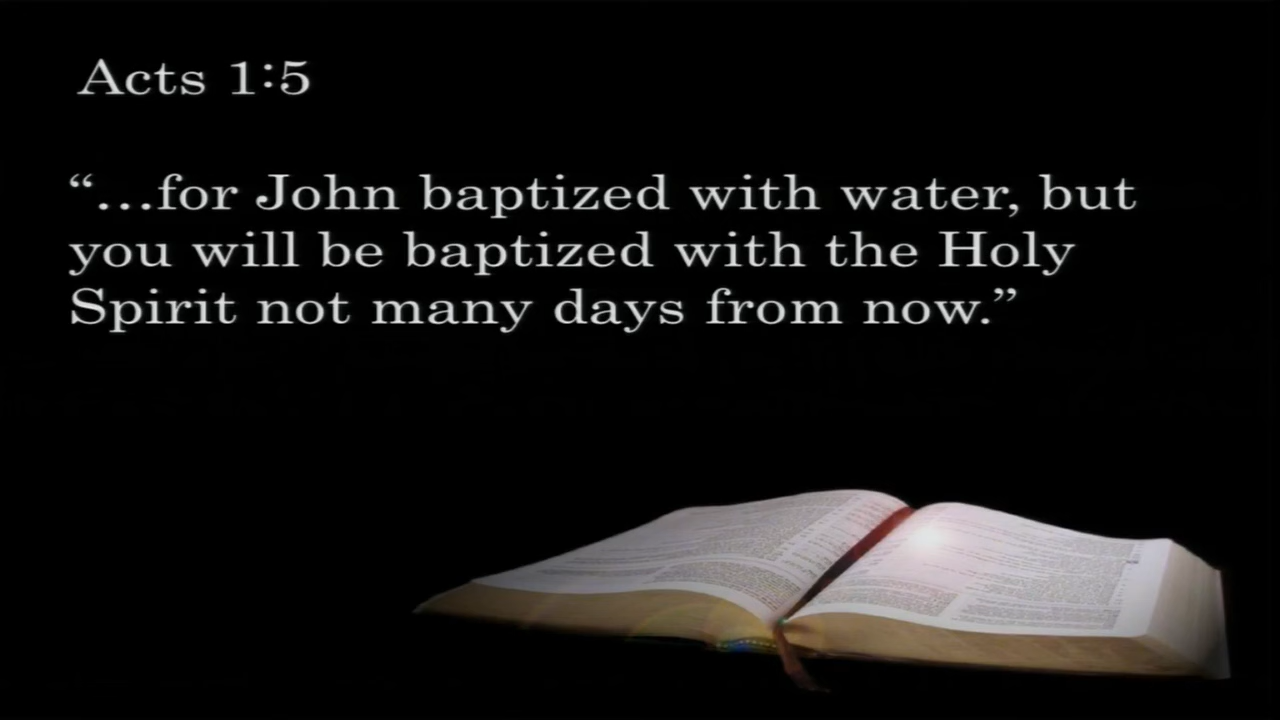 Acts 1:5
“…for John baptized with water, but
you will be baptized with the Holy
Spirit not many days from now.”